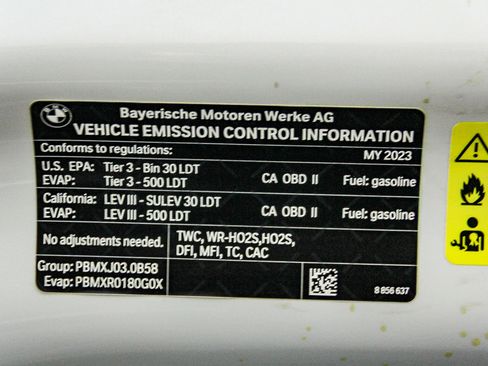 BMW
Bayerische Motoren Werke AG
VEHICLE EMISSION CONTROL INFORMATION
Conforms to regulations: MY 2023
U.S. EPA: Tier 3 - Bin 30 LDT
EVAP: Tier 3 - 500 LDT CA OBD II Fuel: gasoline
California: LEV III - SULEV 30 LDT
EVAP: LEV III - 500 LDT CA OBD II Fuel: gasoline
No adjustments needed. TWC, WR-HO2S,HO2S,
DFI, MFI, TC, CAC
Group: PBMXJ03.0B58
Evap: PBMXR0180G0X 8 856 637